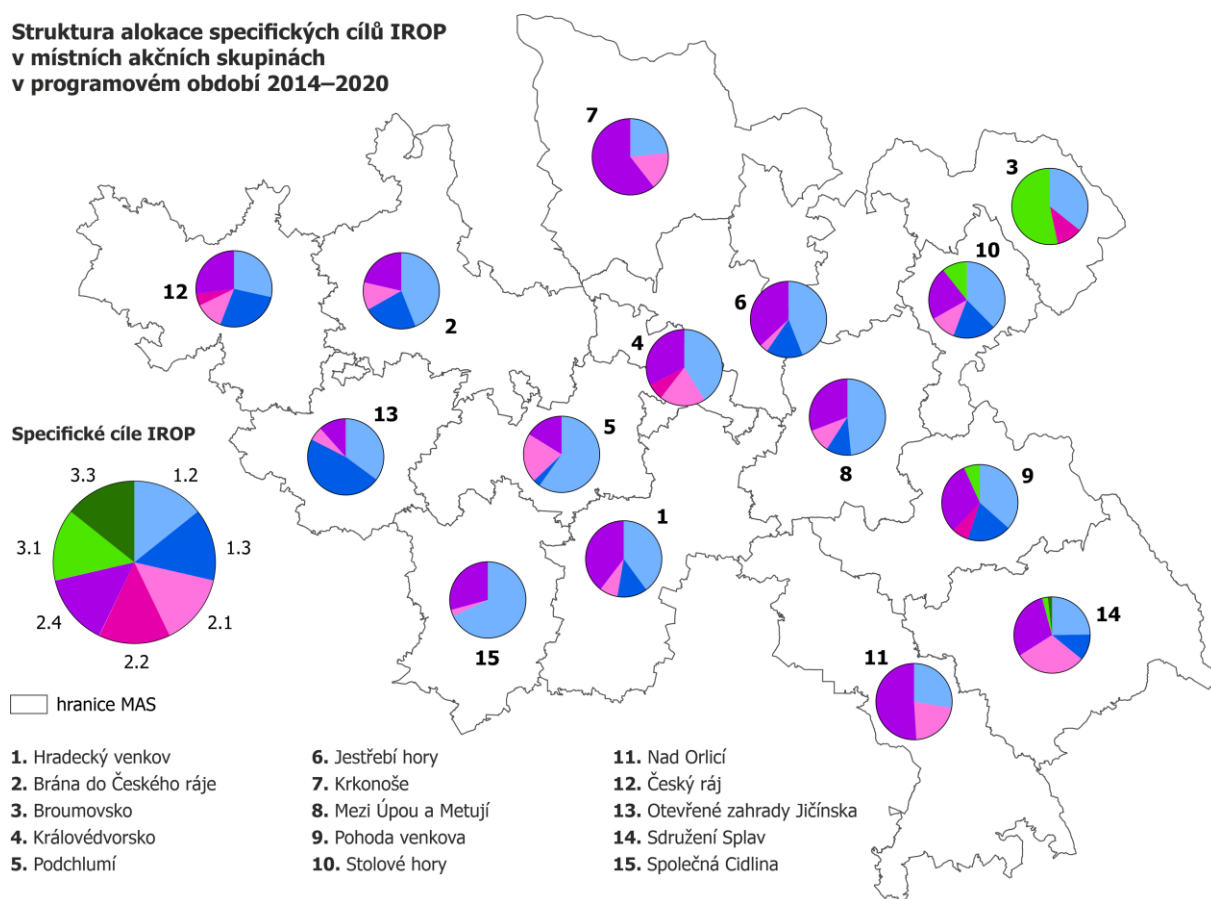 Struktura alokace specifických cílů IROP
v místních akčních skupinách
v programovém období 2014–2020
7
3
10
12
2
6
4
13
5
8
9
1
15
14
11
Specifické cíle IROP
3.3
1.2
3.1
1.3
2.4
2.1
2.2
hranice MAS
1. Hradecký venkov
2. Brána do Českého ráje
3. Broumovsko
4. Královédvorsko
5. Podchlumí
6. Jestřebí hory
7. Krkonoše
8. Mezi Úpou a Metují
9. Pohoda venkova
10. Stolové hory
11. Nad Orlicí
12. Český ráj
13. Otevřené zahrady Jičínska
14. Sdružení Splav
15. Společná Cidlina